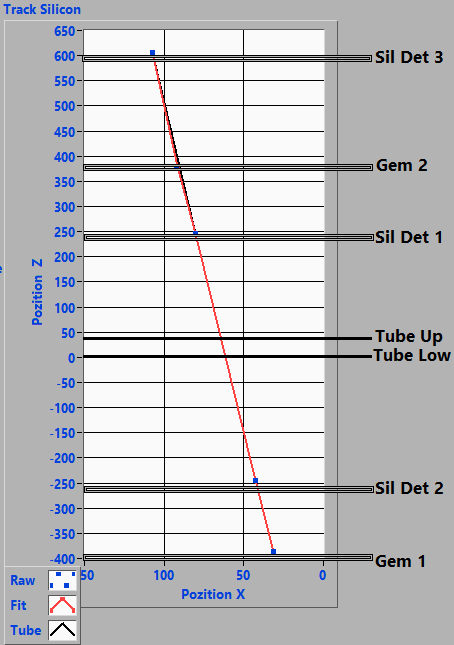 Track Silicon
650
600
550
500
450
400
350
300
250
200
150
100
50
0
-50
-100
-150
-200
-250
-300
-350
-400
Pozition Z
Sil Det 3
Gem 2
Sil Det 1
Tube Up
Tube Low
Sil Det 2
Gem 1
50 100 50 0
Pozition X
Raw
Fit
Tube